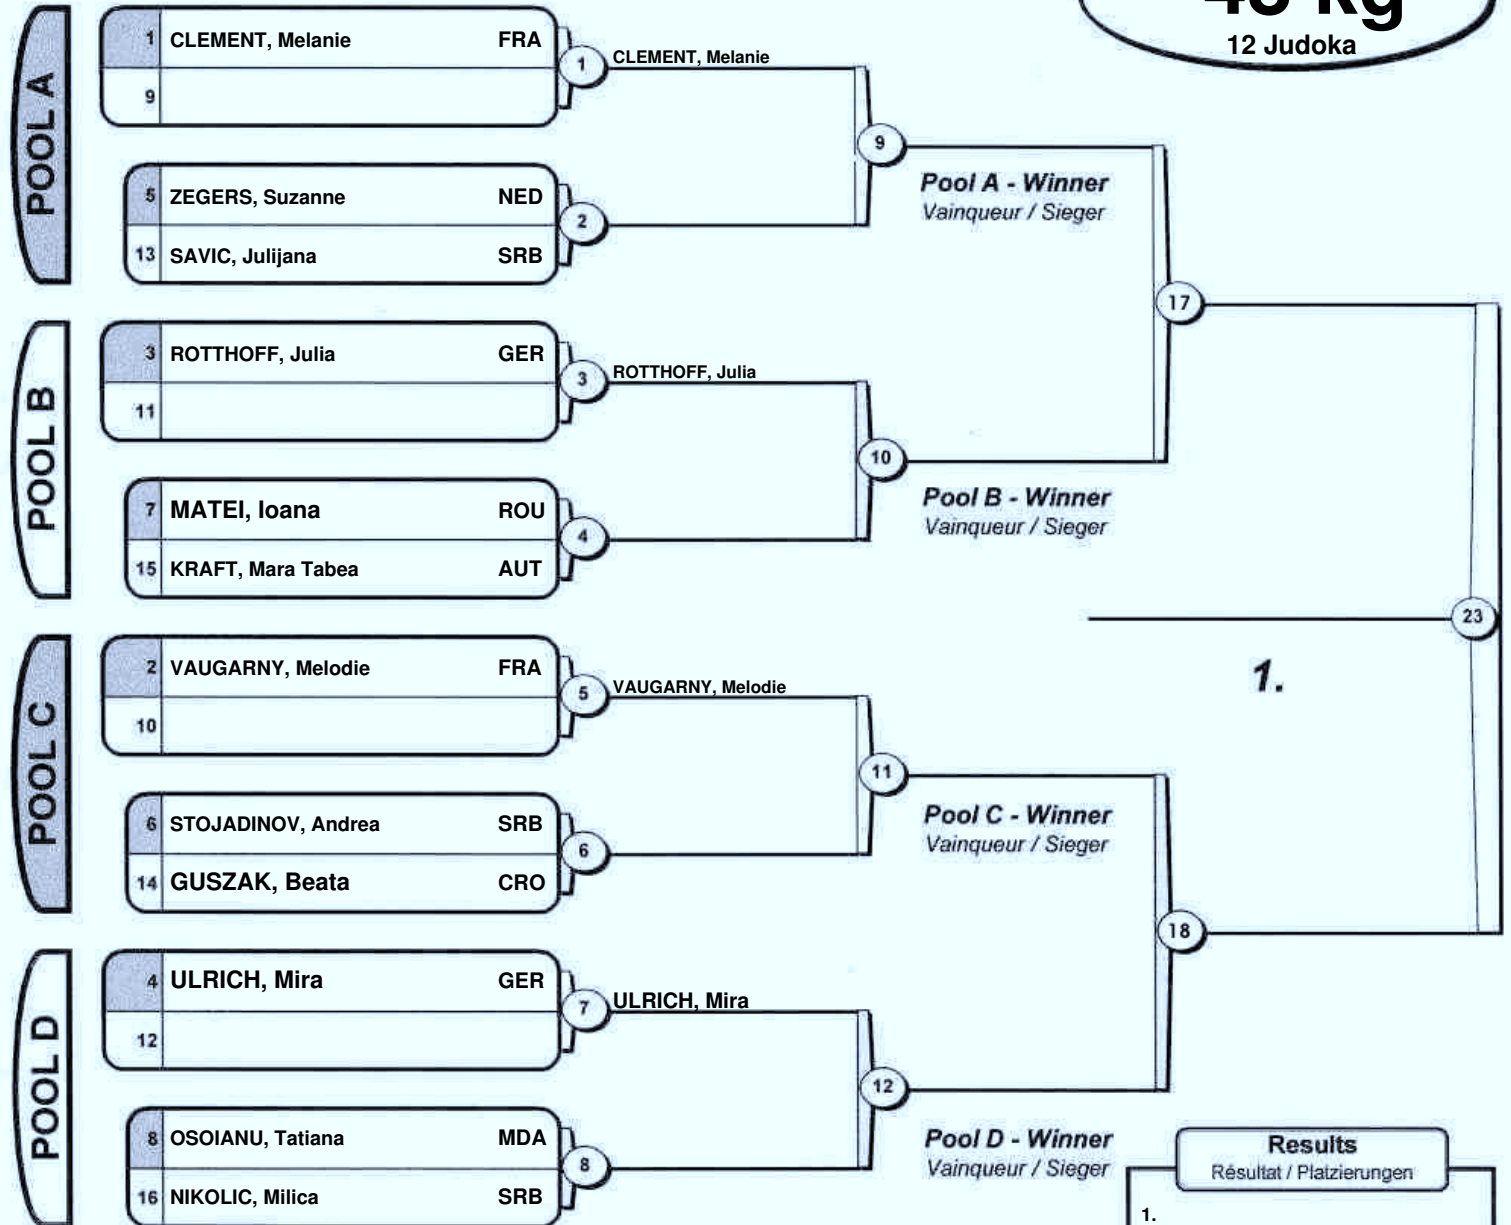 48 kg
12 Judoka
POOL A
1 CLEMENT, Melanie FRA
9
1 CLEMENT, Melanie
5 ZEGERS, Suzanne NED
13 SAVIC, Julijana SRB
2
9
Pool A - Winner
Vainqueur / Sieger
POOL B
3 ROTTHOFF, Julia GER
11
3 ROTTHOFF, Julia
7 MATEI, Ioana ROU
15 KRAFT, Mara Tabea AUT
4
10
Pool B - Winner
Vainqueur / Sieger
17
POOL C
2 VAUGARNY, Melodie FRA
10
5 VAUGARNY, Melodie
6 STOJADINOV, Andrea SRB
14 GUSZAK, Beata CRO
6
11
Pool C - Winner
Vainqueur / Sieger
23
1.
POOL D
4 ULRICH, Mira GER
12
7 ULRICH, Mira
8 OSOIANU, Tatiana MDA
16 NIKOLIC, Milica SRB
8
12
Pool D - Winner
Vainqueur / Sieger
18
Results
Résultat / Platzierungen
1.